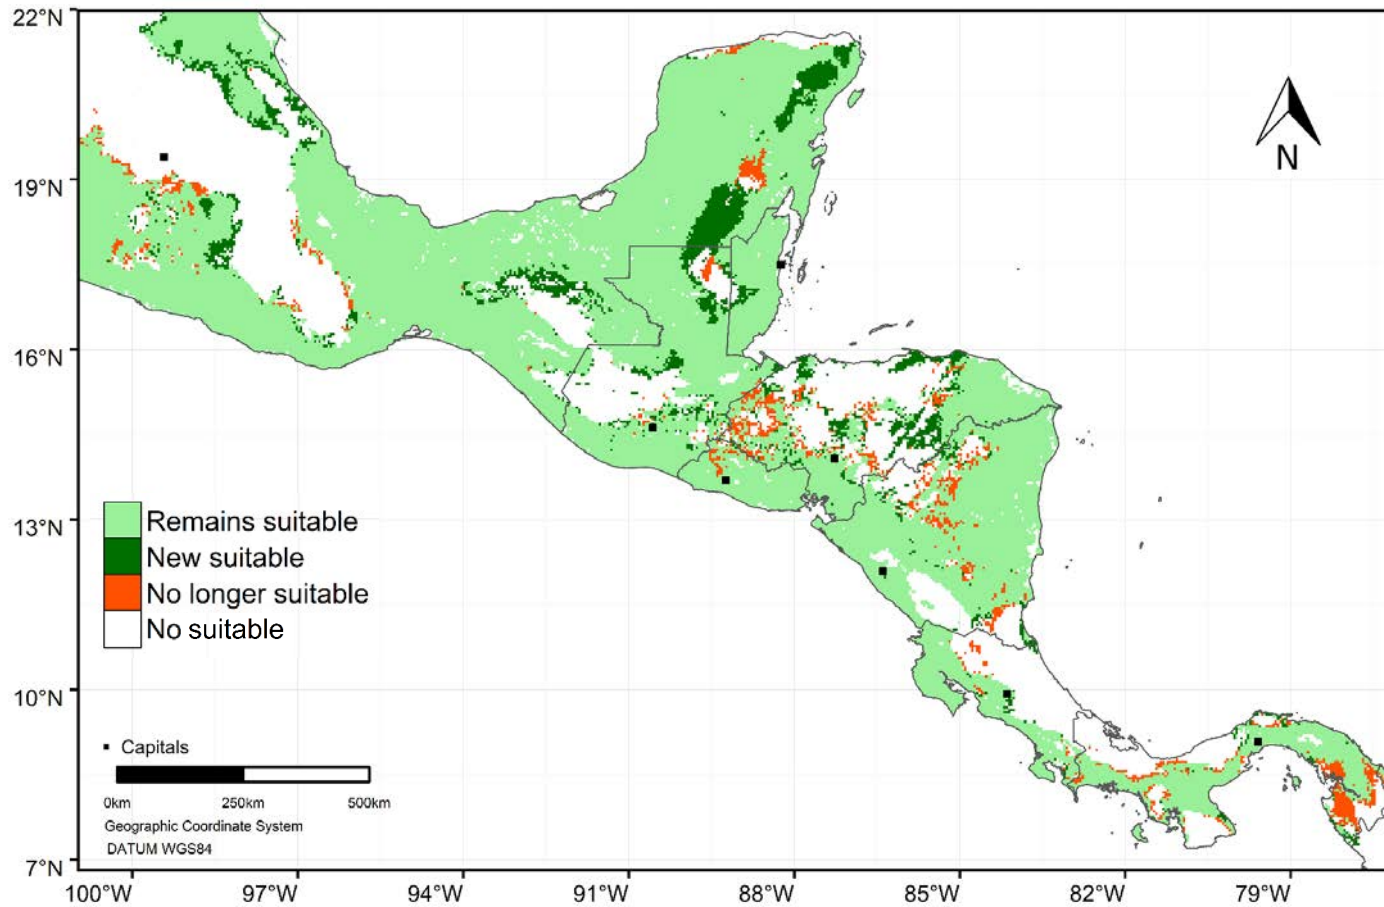 22°N
19°N
N
16°N
Remains suitable
New suitable
13°N
No longer suitable
No suitable
10°N
Capitals
0km 250km 500km
Geographic Coordinate System
DATUM WGS84
7°N
100°W 97°W 94°W 91°W 88°W 85°W 82°W 79°W